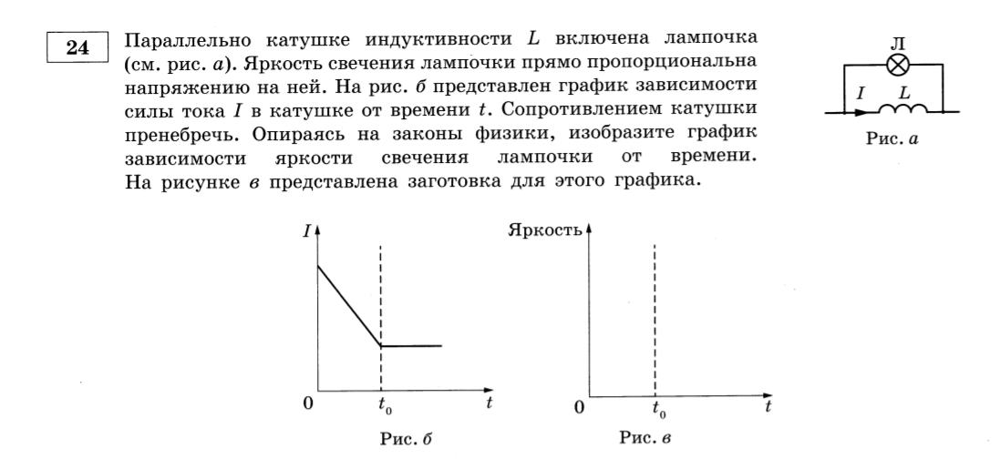 24
Параллельно катушке индуктивности L включена лампочка
(см. рис. а). Яркость свечения лампочки прямо пропорциональна
напряжению на ней. На рис. б представлен график зависимости
силы тока I в катушке от времени t. Сопротивлением катушки
пренебречь. Опираясь на законы физики, изобразите график
зависимости яркости свечения лампочки от времени.
На рисунке в представлена заготовка для этого графика.
Л
I L
Рис. а
I
0 t₀ t
Рис. б
Яркость
0 t₀ t
Рис. в